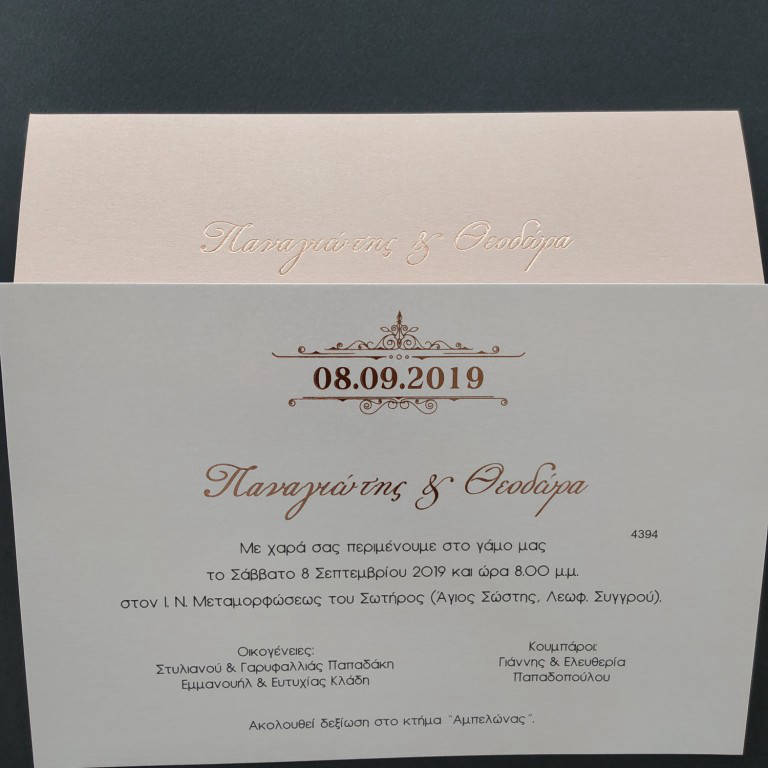 Παναγιώτης & Θεοδώρα
08.09.2019
Παναγιώτης & Θεοδώρα
4394
Με χαρά σας περιμένουμε στο γάμο μας
το Σάββατο 8 Σεπτεμβρίου 2019 και ώρα 8.00 μ.μ.
στον Ι. Ν. Μεταμορφώσεως του Σωτήρος (Άγιος Σώστης, Λεωφ. Συγγρού).
Οικογένειες:
Στυλιανού & Γαρυφαλλιάς Παπαδάκη
Εμμανουήλ & Ευτυχίας Κλάδη
Κουμπάροι:
Γιάννης & Ελευθερία
Παπαδοπούλου
Ακολουθεί δεξίωση στο κτήμα "Αμπελώνας".